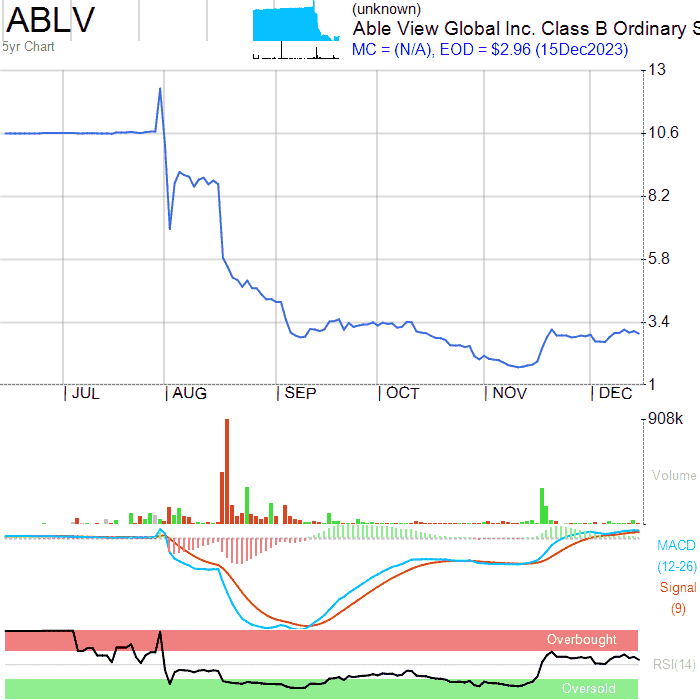 ABLV
5yr Chart
(unknown)
Able View Global Inc. Class B Ordinary S
MC = (N/A), EOD = $2.96 (15Dec2023)
13
10.6
8.2
5.8
3.4
1
JUL AUG SEP OCT NOV DEC
908k
Volume
MACD
(12-26)
Signal
(9)
Overbought
RSI(14)
Oversold